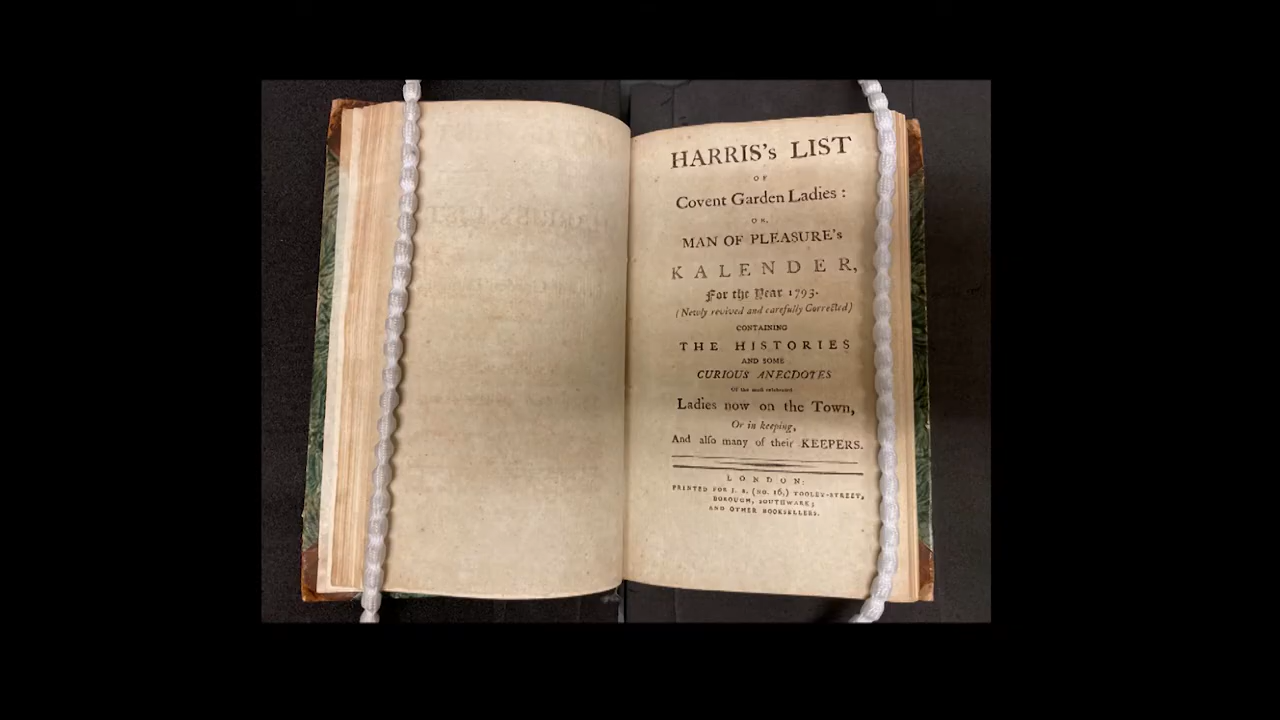 HARRIS's LIST
OF
Covent Garden Ladies :
OR,
MAN OF PLEASURE's
KALENDER,
For the Year 1793.
(Newly revived and carefully Corrected)
CONTAINING
THE HISTORIES
AND SOME
CURIOUS ANECDOTES
Of the most celebrated
Ladies now on the Town,
Or in keeping,
And also many of their KEEPERS.
LONDON:
PRINTED FOR J. R. (NO. 16,) TOOLEY-STREET,
BOROUGH, SOUTHWARK;
AND OTHER BOOKSELLERS.